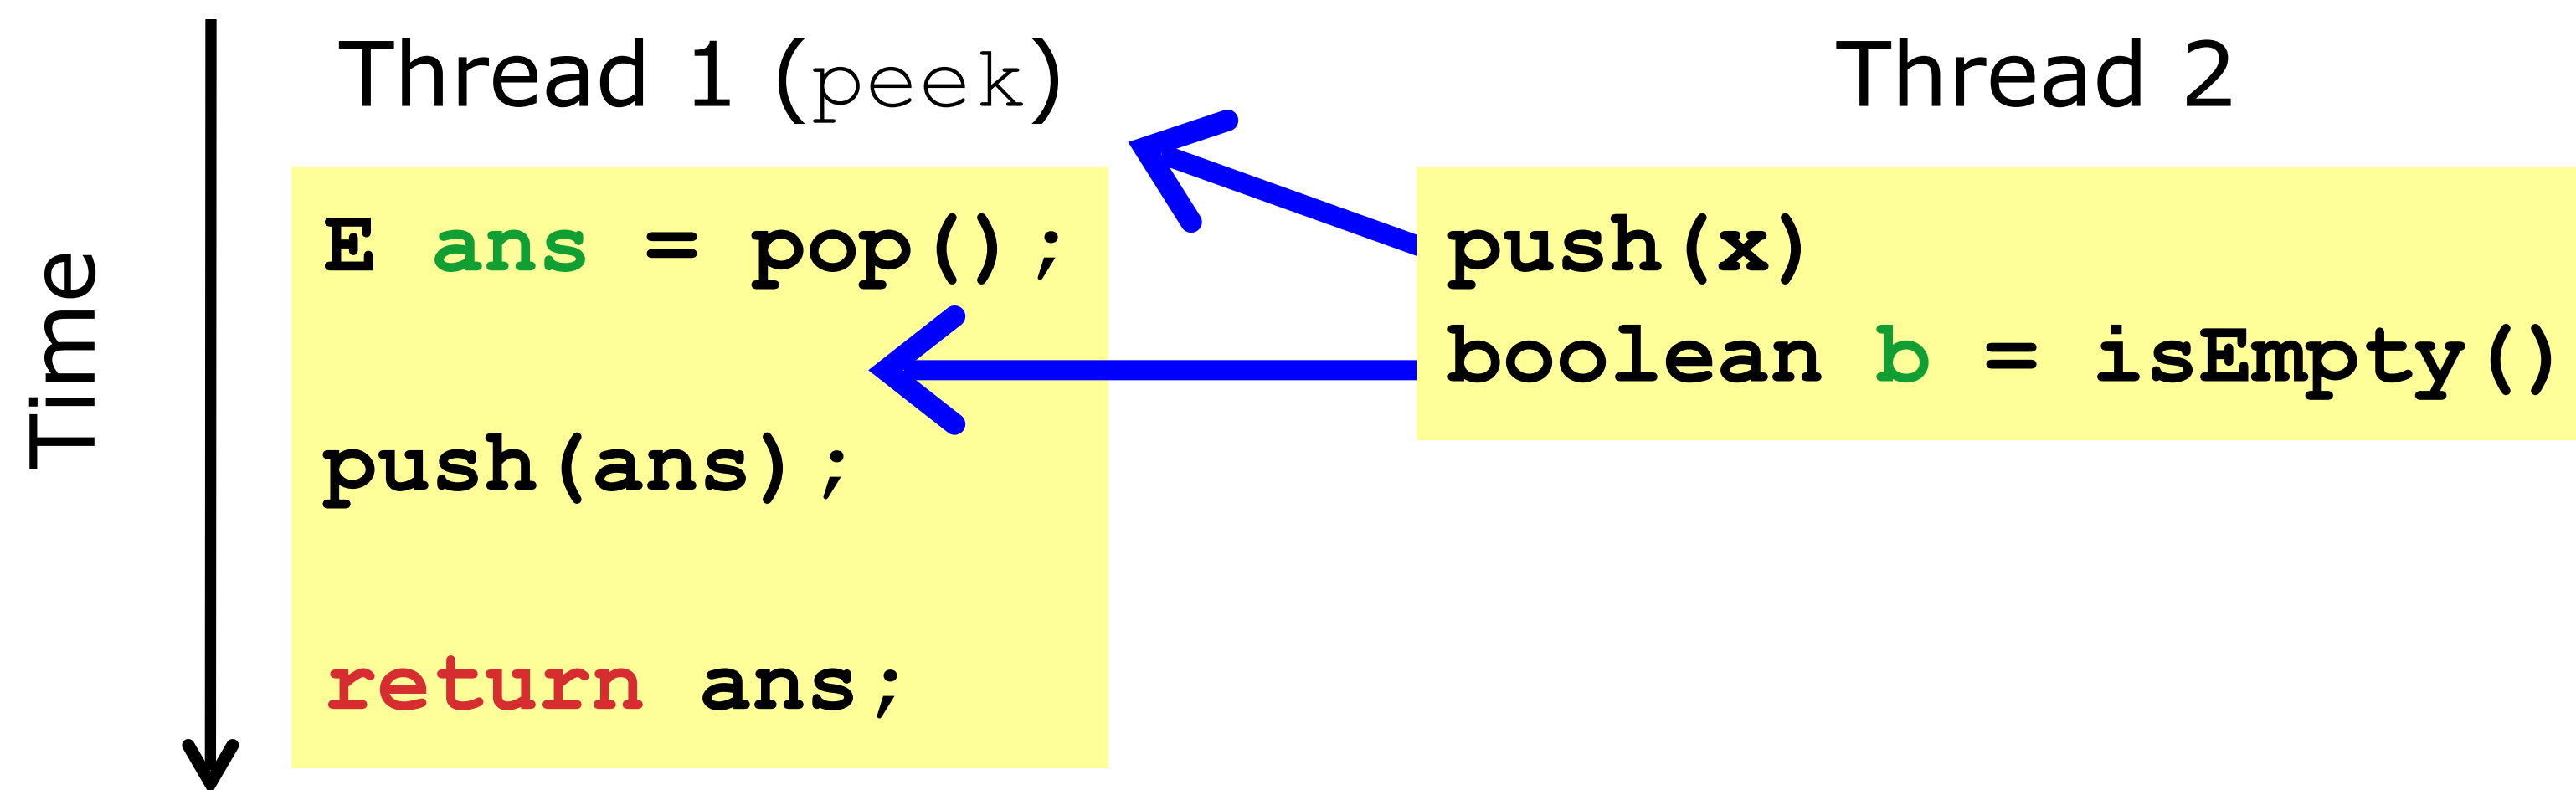 Time
Thread 1 (peek)
E ans = pop();
push(ans);
return ans;
Thread 2
push(x)
boolean b = isEmpty()